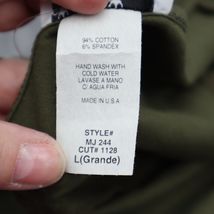 94% COTTON
6% SPANDEX
HAND WASH WITH
COLD WATER
LAVASE A MANO
C/ AGUA FRIA
MADE IN U.S.A
STYLE#
MJ 244
CUT# 1128
L(Grande)